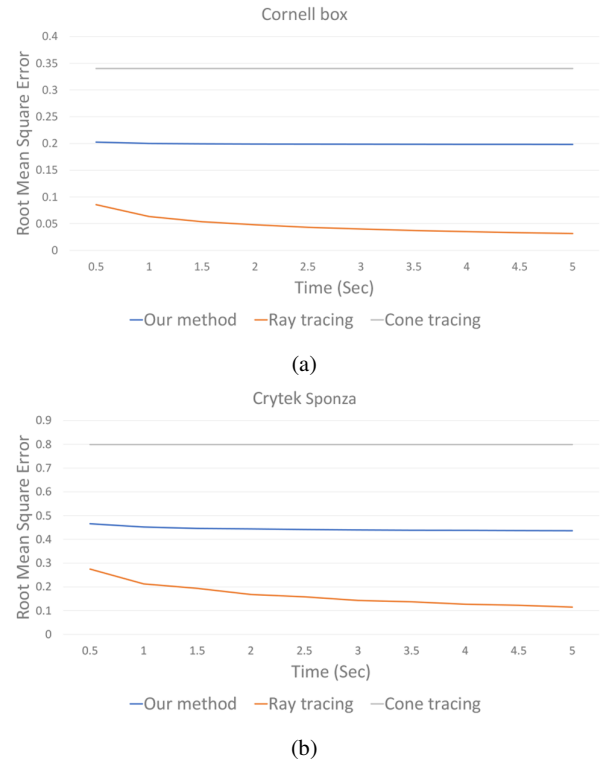 Cornell box
Root Mean Square Error
0.4
0.35
0.3
0.25
0.2
0.15
0.1
0.05
0
0.5 1 1.5 2 2.5 3 3.5 4 4.5 5
Time (Sec)
Our method Ray tracing Cone tracing
(a)
Crytek Sponza
Root Mean Square Error
0.9
0.8
0.7
0.6
0.5
0.4
0.3
0.2
0.1
0
0.5 1 1.5 2 2.5 3 3.5 4 4.5 5
Time (Sec)
Our method Ray tracing Cone tracing
(b)